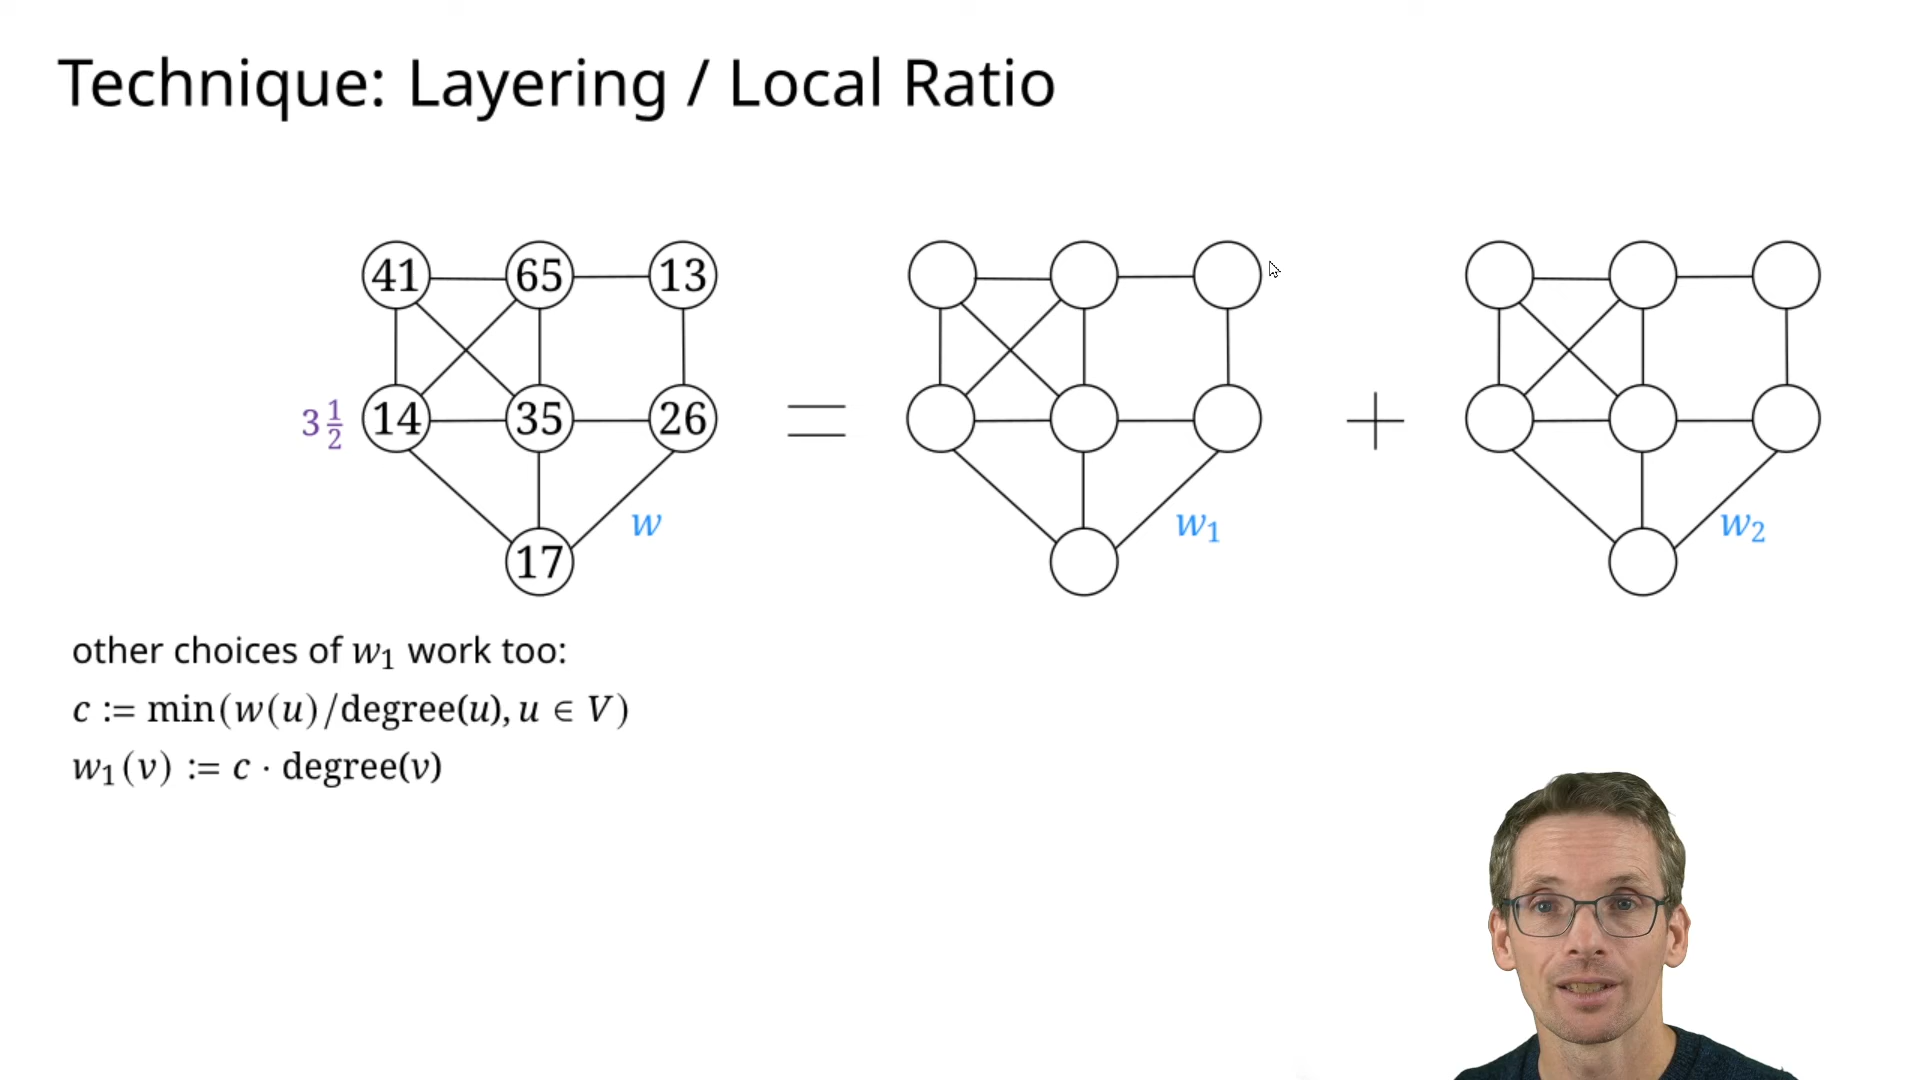 Technique: Layering / Local Ratio
41 65 13
3 1/2 14 35 26 = +
w w₁ w₂
17
other choices of w₁ work too:
c := min(w(u)/degree(u), u ∈ V)
w₁(v) := c · degree(v)